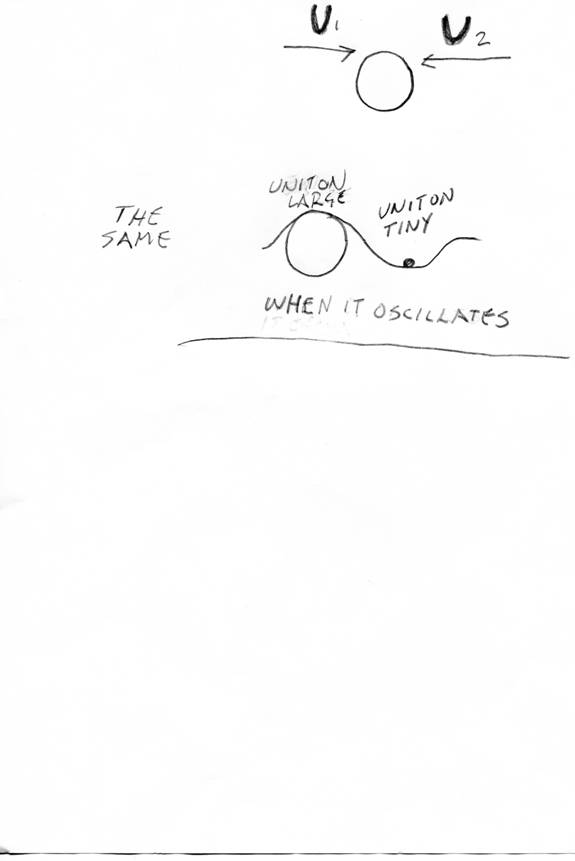 U1 U2
UNITON
LARGE
UNITON
TINY
THE
SAME
WHEN IT OSCILLATES